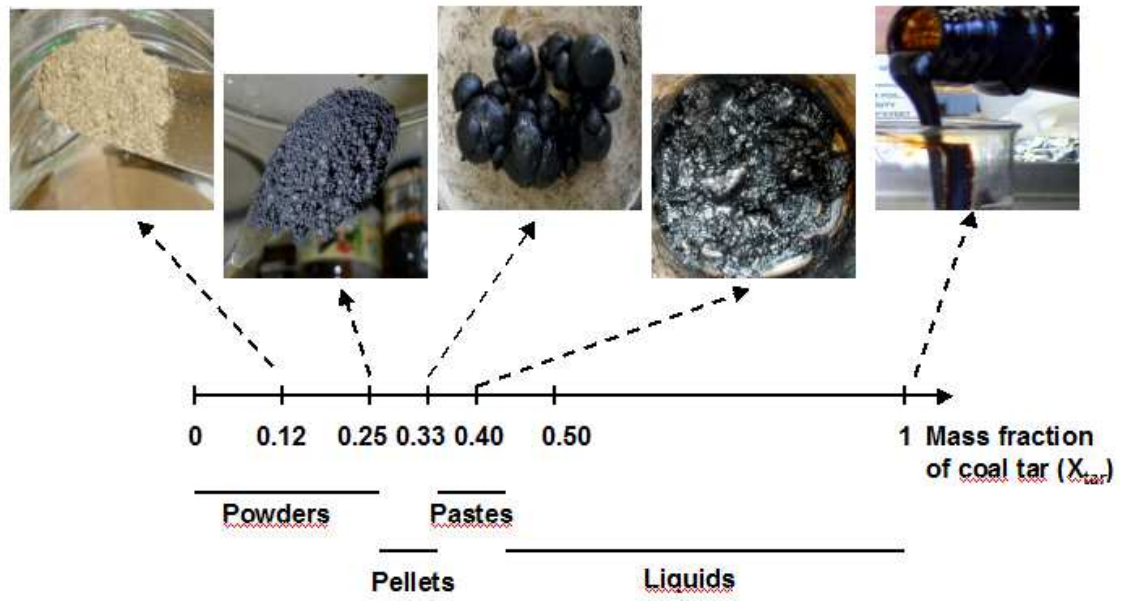 0 0.12 0.25 0.33 0.40 0.50 1 Mass fraction
of coal tar (Xtar)
Powders Pastes
Pellets Liquids